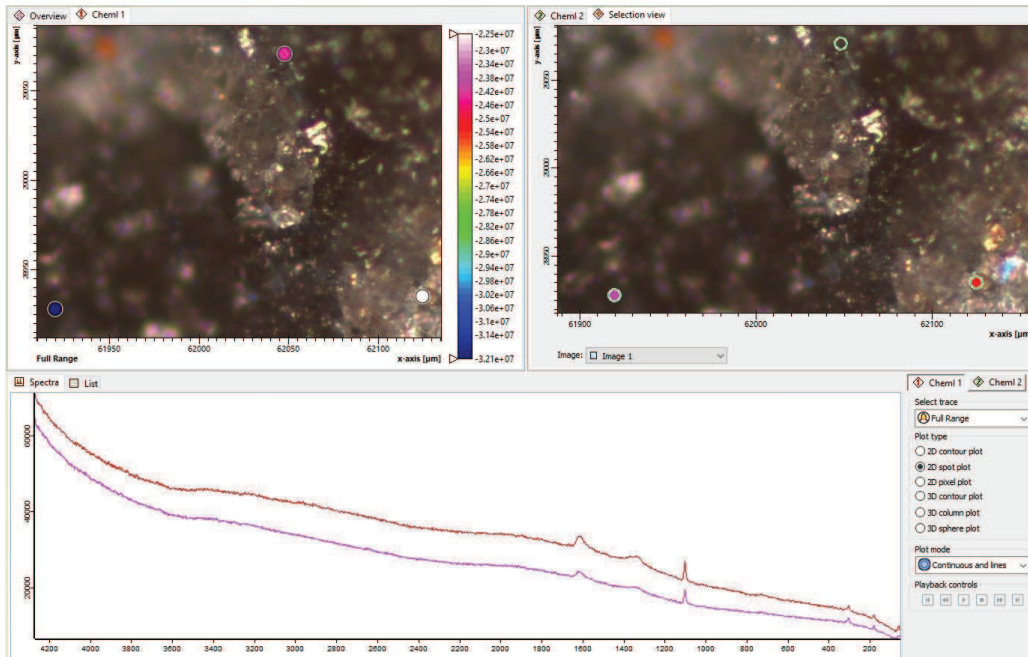 Overview Cheml 1
y-axis [µm]
28950
29000
28950
61950 62000 62050 62100
Full Range
x-axis [µm]
-2.25e+07
-2.3e+07
-2.34e+07
-2.38e+07
-2.42e+07
-2.46e+07
-2.5e+07
-2.54e+07
-2.58e+07
-2.62e+07
-2.66e+07
-2.7e+07
-2.74e+07
-2.78e+07
-2.82e+07
-2.86e+07
-2.9e+07
-2.94e+07
-2.98e+07
-3.02e+07
-3.06e+07
-3.1e+07
-3.14e+07
-3.21e+07
Cheml 2 Selection view
y-axis [µm]
29000
28950
61900 62000 62100
x-axis [µm]
Image: Image 1
Spectra List
60000
40000
20000
4200 4000 3800 3600 3400 3200 3000 2800 2600 2400 2200 2000 1800 1600 1400 1200 1000 800 600 400 200
Cheml 1 Cheml 2
Select trace
Full Range
Plot type
2D contour plot
2D spot plot
2D pixel plot
3D contour plot
3D column plot
3D sphere plot
Plot mode
Continuous and lines
Playback controls